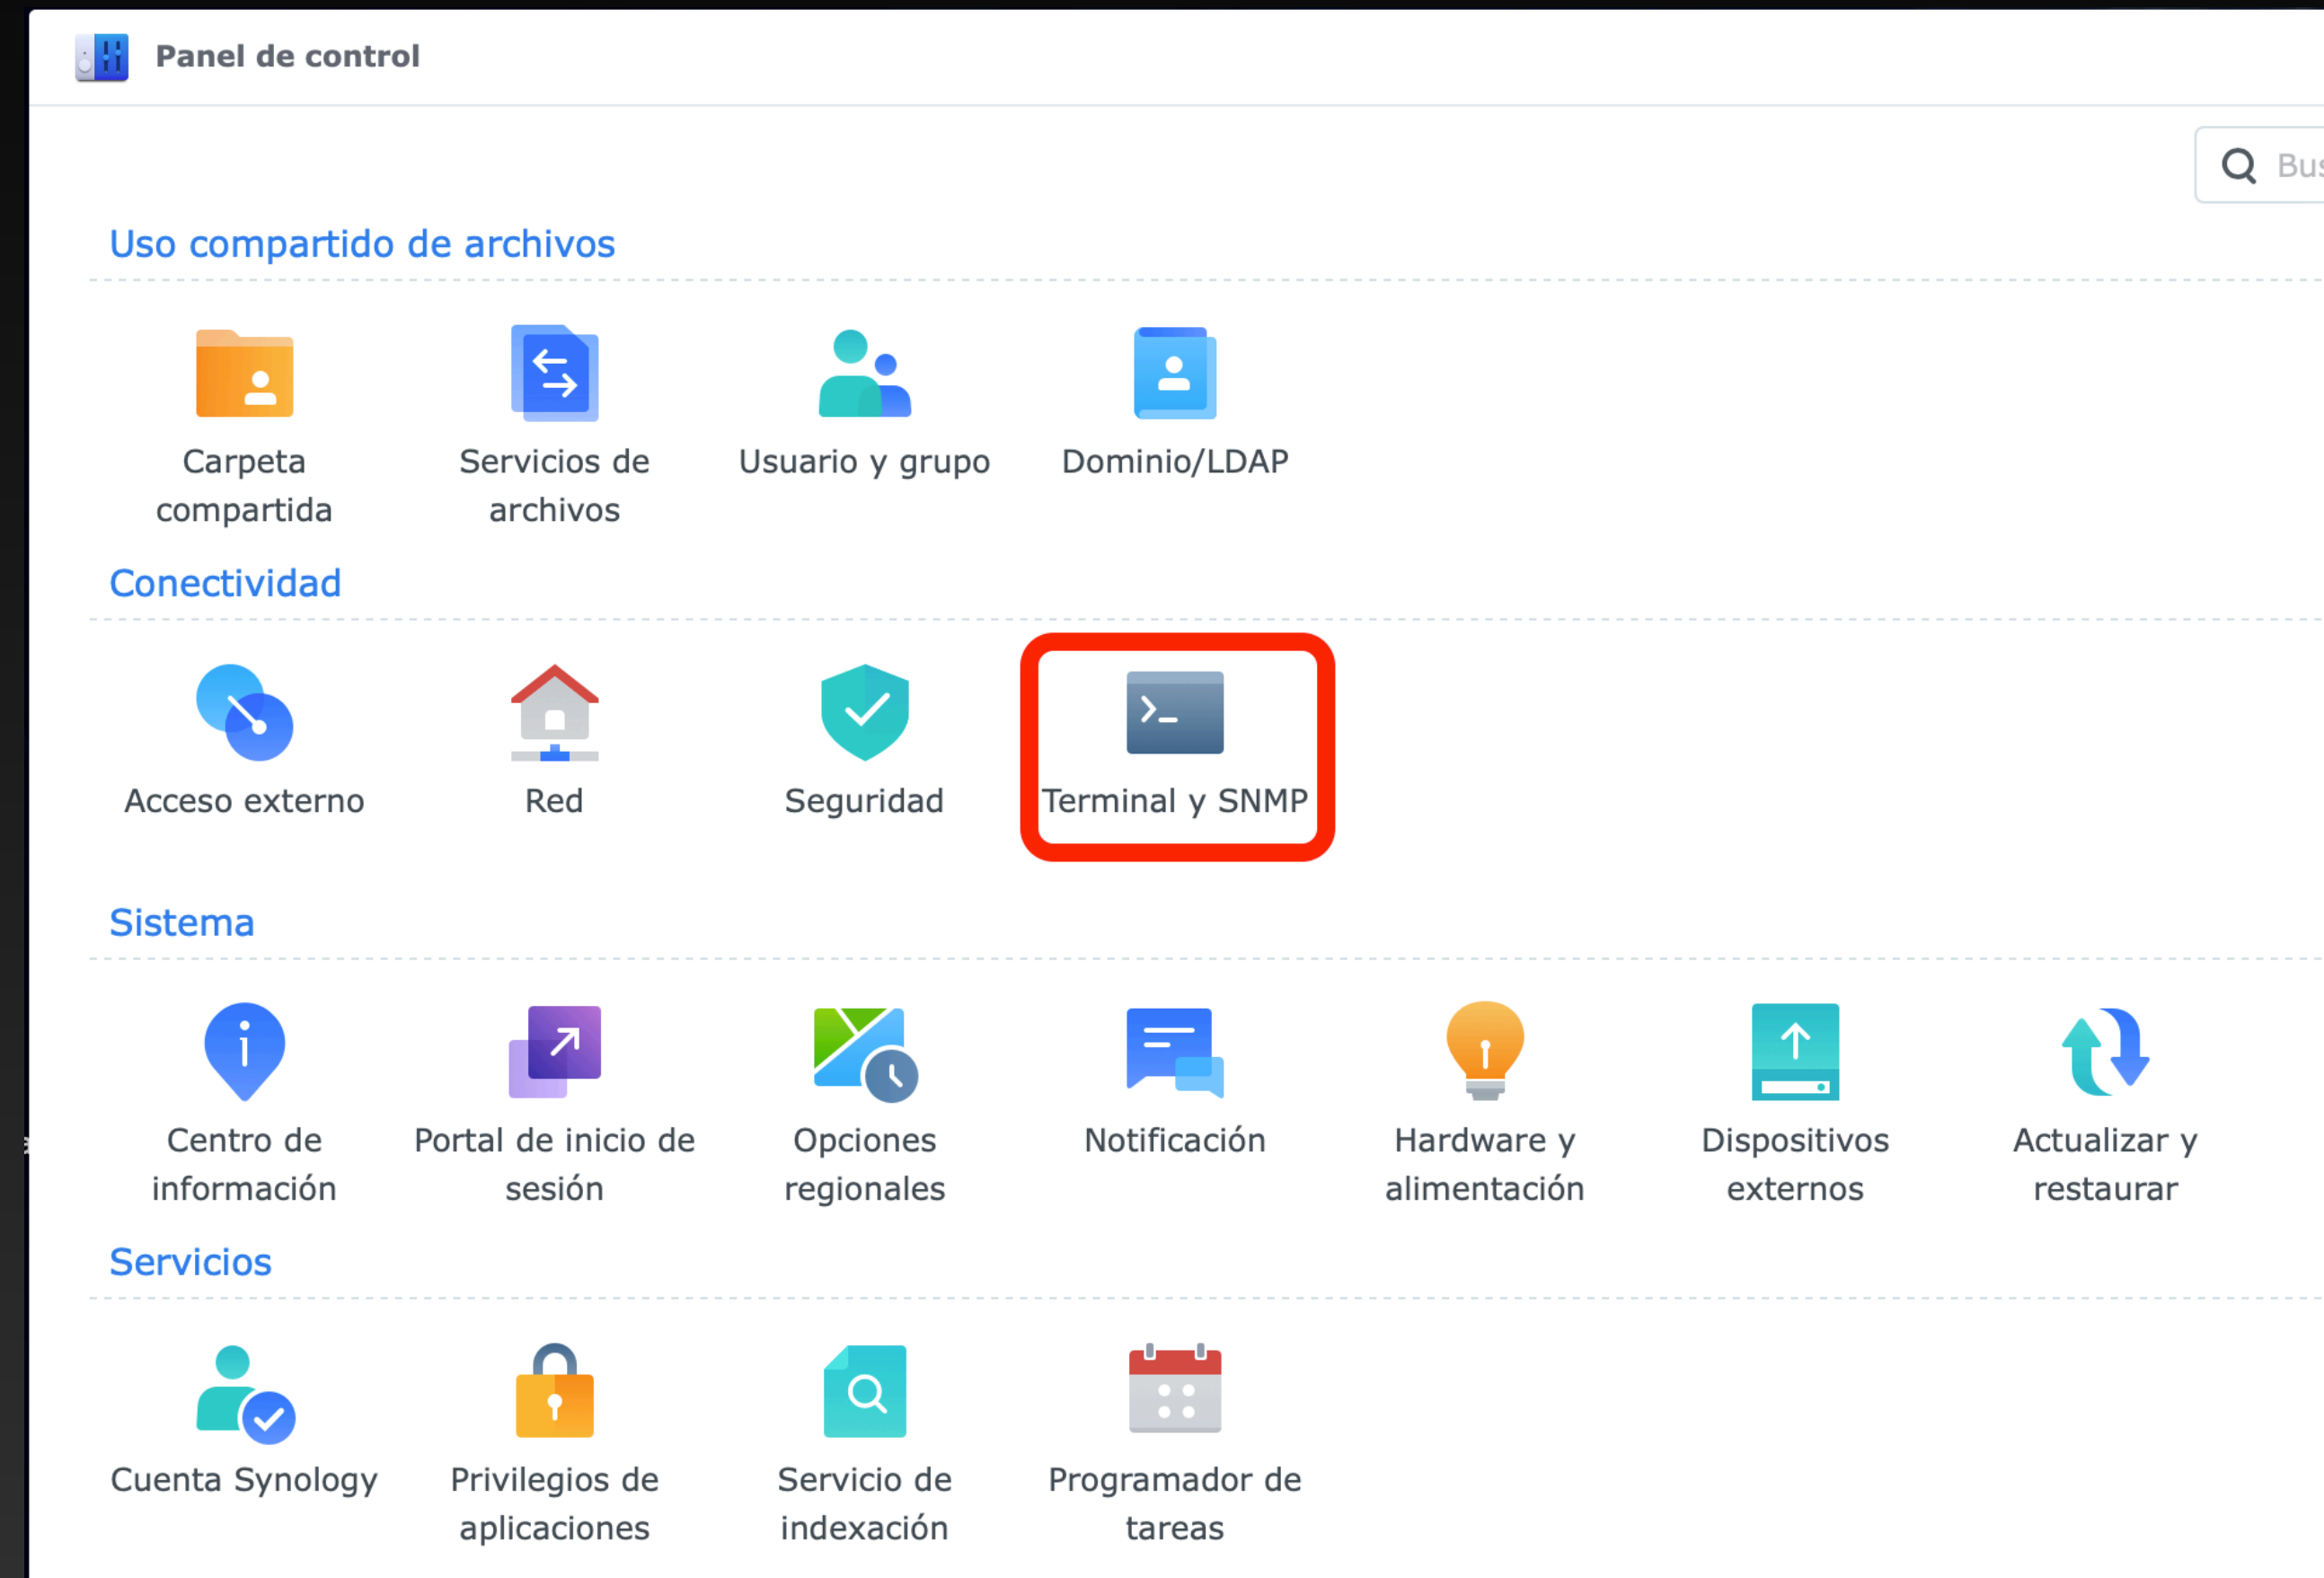 Panel de control
Bus
Uso compartido de archivos
Carpeta compartida
Servicios de archivos
Usuario y grupo
Dominio/LDAP
Conectividad
Acceso externo
Red
Seguridad
Terminal y SNMP
Sistema
Centro de información
Portal de inicio de sesión
Opciones regionales
Notificación
Hardware y alimentación
Dispositivos externos
Actualizar y restaurar
Servicios
Cuenta Synology
Privilegios de aplicaciones
Servicio de indexación
Programador de tareas